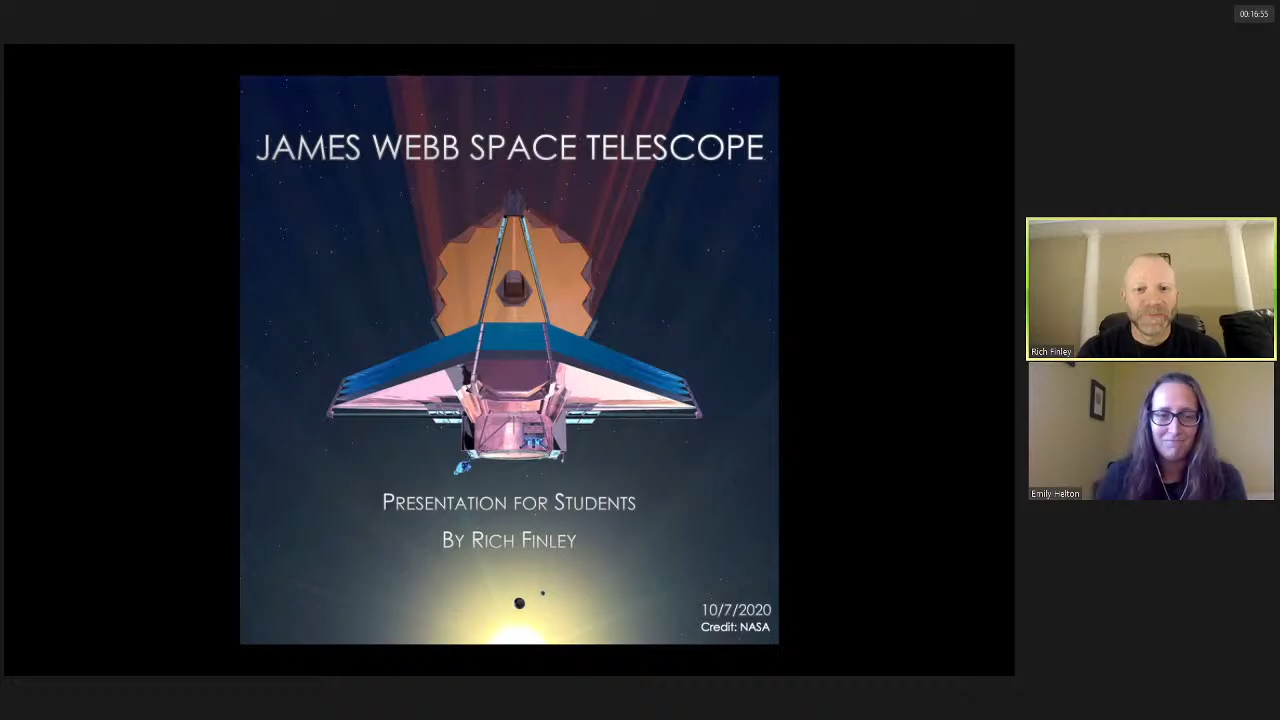 00:16:55
JAMES WEBB SPACE TELESCOPE
PRESENTATION FOR STUDENTS
BY RICH FINLEY
10/7/2020
Credit: NASA
Rich Finley
Emily Helton